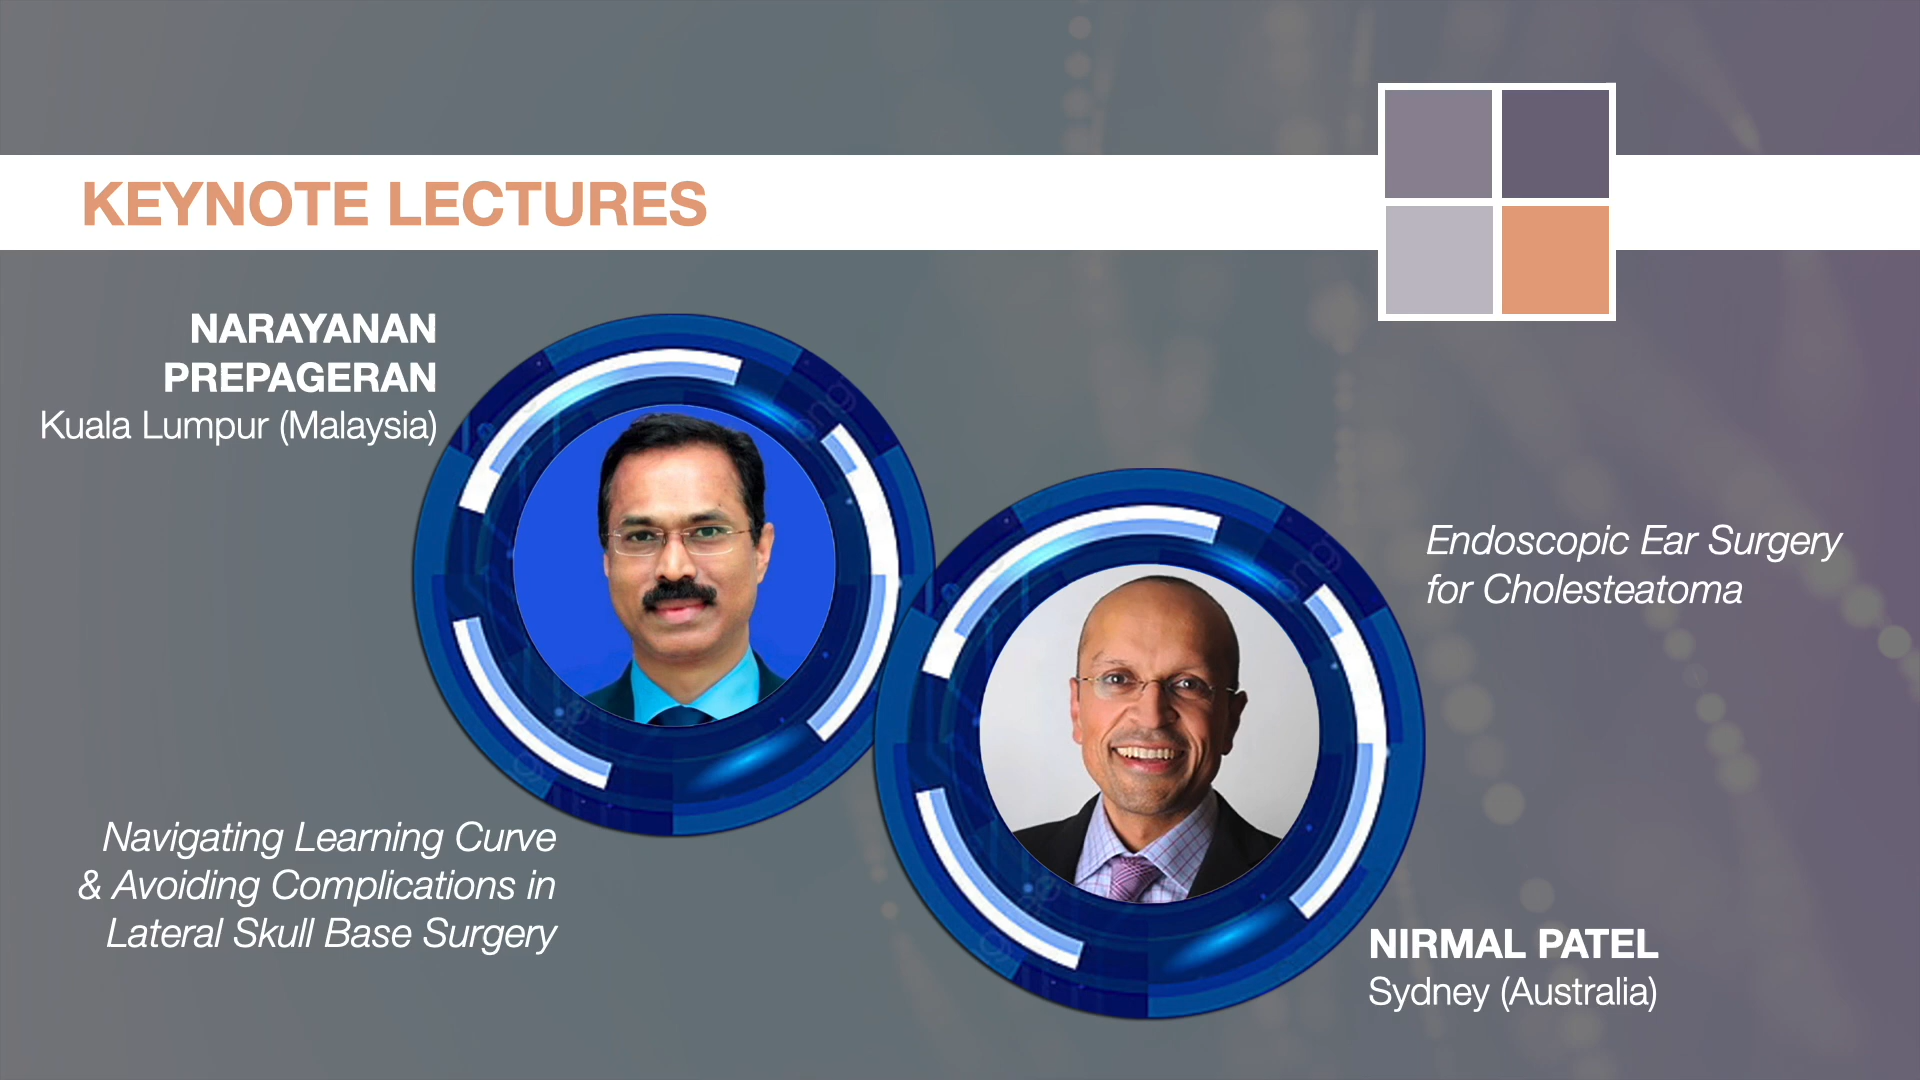 KEYNOTE LECTURES
NARAYANAN
PREPAGERAN
Kuala Lumpur (Malaysia)
Navigating Learning Curve
& Avoiding Complications in
Lateral Skull Base Surgery
Endoscopic Ear Surgery
for Cholesteatoma
NIRMAL PATEL
Sydney (Australia)